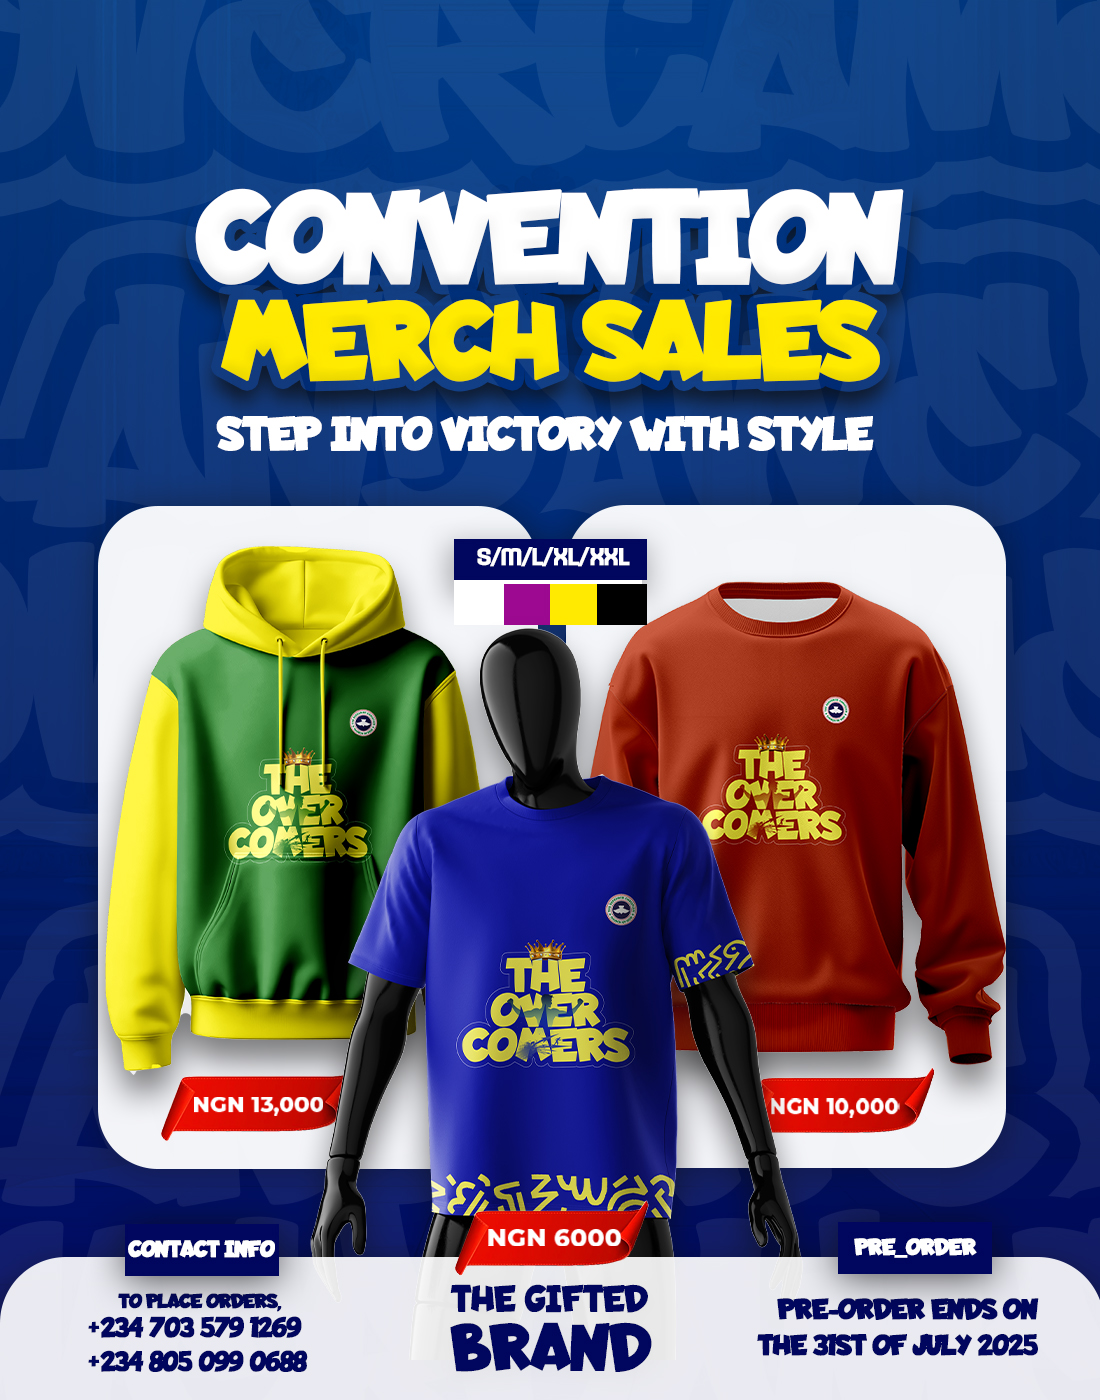 CONVENTION
MERCH SALES
STEP INTO VICTORY WITH STYLE
S/M/L/XL/XXL
THE
OVER
COMERS
THE
OVER
COMERS
THE
OVER
COMERS
NGN 13,000
NGN 10,000
NGN 6000
CONTACT INFO
TO PLACE ORDERS,
+234 703 579 1269
+234 805 099 0688
THE GIFTED
BRAND
PRE_ORDER
PRE-ORDER ENDS ON
THE 31ST OF JULY 2025